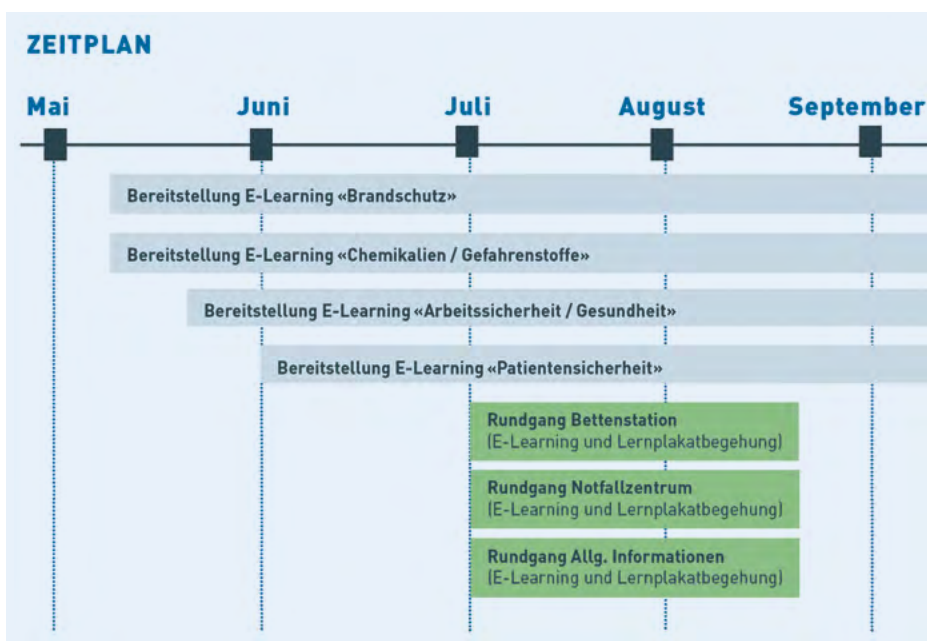 ZEITPLAN
Mai Juni Juli August September
Bereitstellung E-Learning «Brandschutz»
Bereitstellung E-Learning «Chemikalien / Gefahrenstoffe»
Bereitstellung E-Learning «Arbeitssicherheit / Gesundheit»
Bereitstellung E-Learning «Patientensicherheit»
Rundgang Bettenstation
(E-Learning und Lernplakatbegehung)
Rundgang Notfallzentrum
(E-Learning und Lernplakatbegehung)
Rundgang Allg. Informationen
(E-Learning und Lernplakatbegehung)